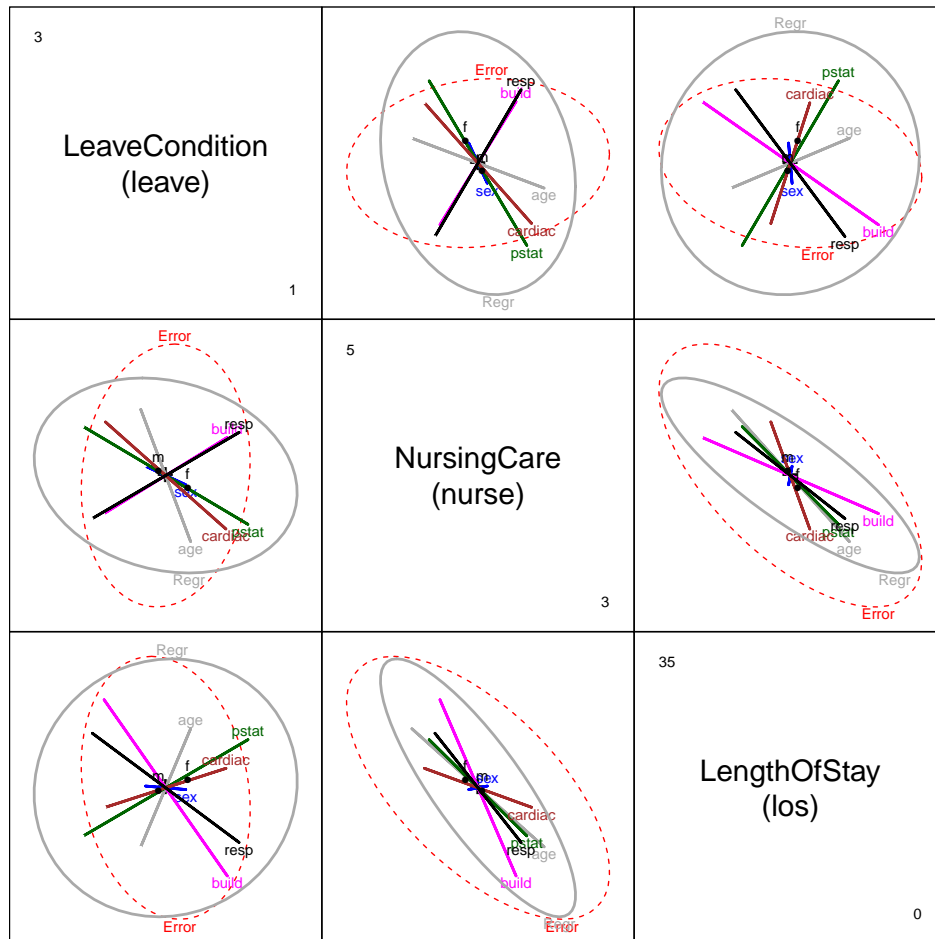 3
LeaveCondition
(leave)
1
Error
resp
build
f
m
sex
age
cardiac
pstat
Regr
Regr
pstat
cardiac
f
age
m
sex
build
resp
Error
Error
build
resp
m
f
sex
cardiac
pstat
age
Regr
5
NursingCare
(nurse)
3
m
sex
f
build
resp
cardiac
pstat
age
Regr
Error
Regr
age
pstat
cardiac
f
m
sex
resp
build
Error
f
m
sex
cardiac
pstat
resp
age
build
Error
Regr
35
LengthOfStay
(los)
0